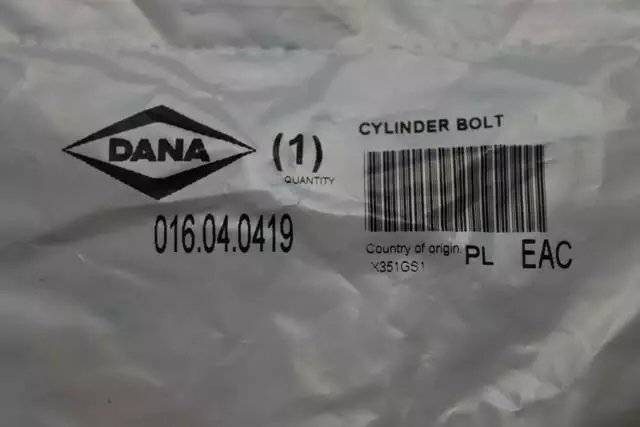 DANA
(1)
QUANTITY
016.04.0419
CYLINDER BOLT
Country of origin: PL EAC
X351GS1